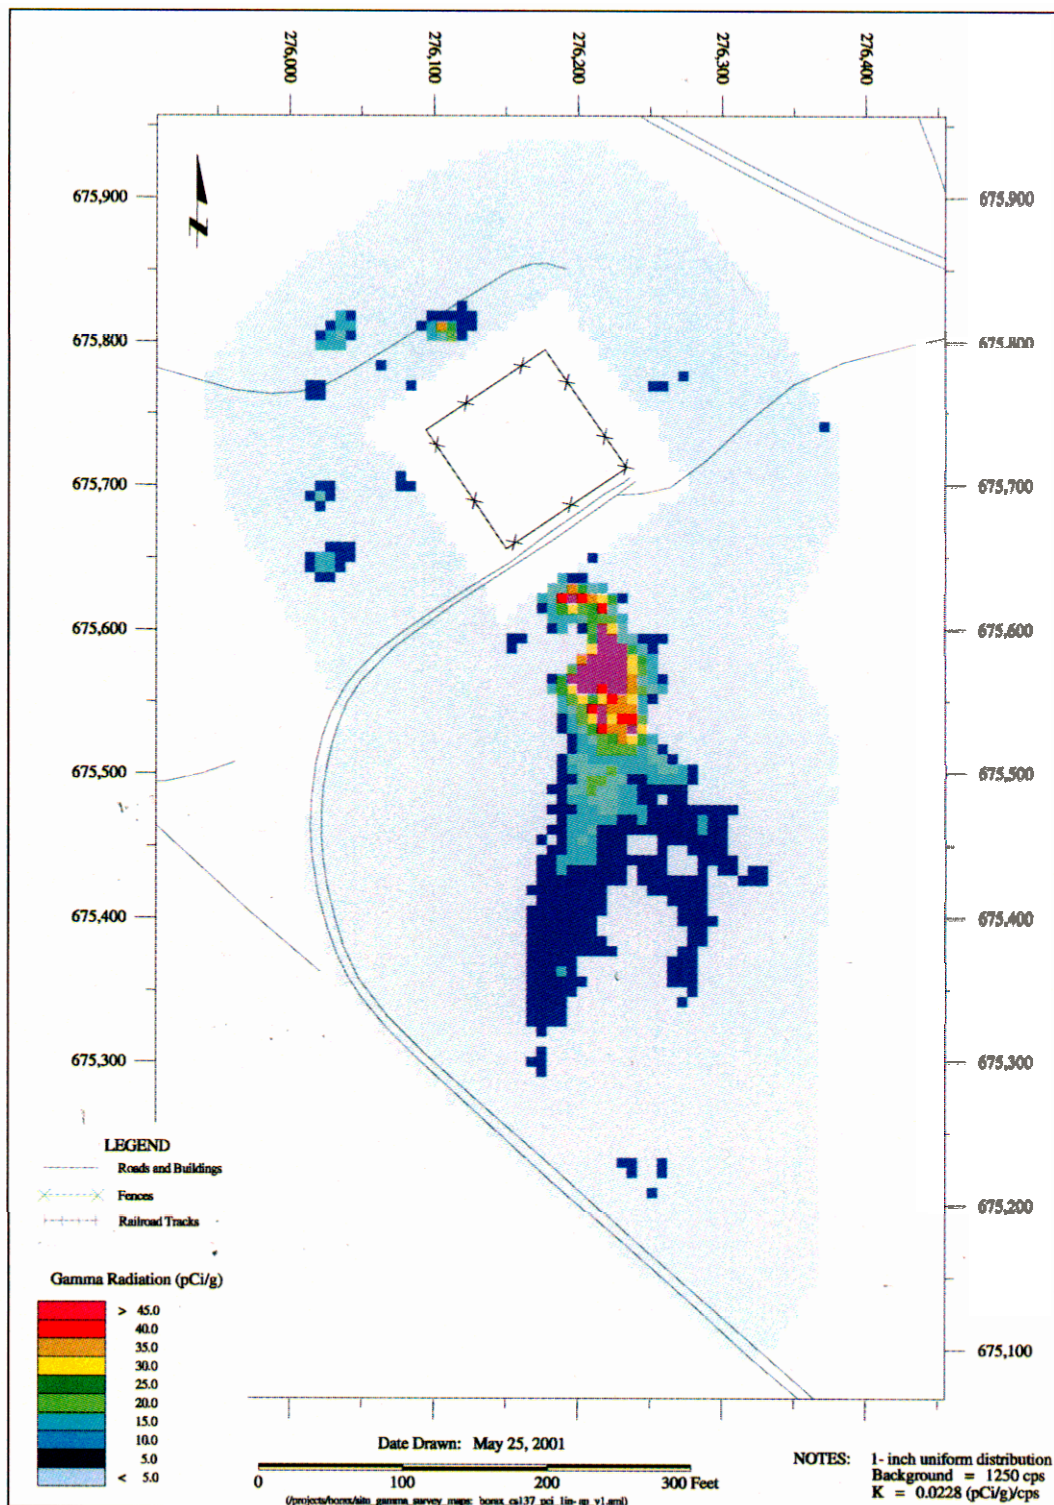 276,000
276,100
276,200
276,300
276,400
675,900
675,900
675,800
675,800
675,700
675,700
675,600
675,600
675,500
675,500
675,400
675,400
675,300
675,300
675,200
675,100
N
LEGEND
Roads and Buildings
Fences
Railroad Tracks
Gamma Radiation (pCi/g)
> 45.0
40.0
35.0
30.0
25.0
20.0
15.0
10.0
5.0
< 5.0
Date Drawn: May 25, 2001
0 100 200 300 Feet
NOTES: 1- inch uniform distribution
Background = 1250 cps
K = 0.0228 (pCi/g)/cps